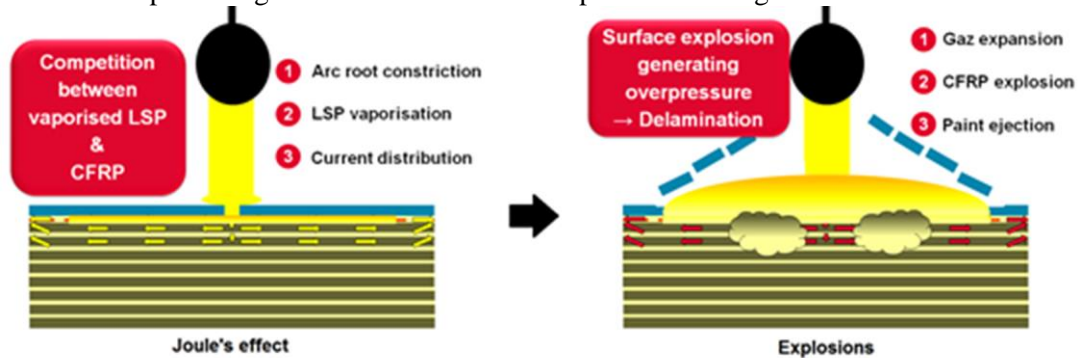 Competition
between
vaporised LSP
&
CFRP
1 Arc root constriction
2 LSP vaporisation
3 Current distribution
Joule's effect
Surface explosion
generating
overpressure
→ Delamination
1 Gaz expansion
2 CFRP explosion
3 Paint ejection
Explosions